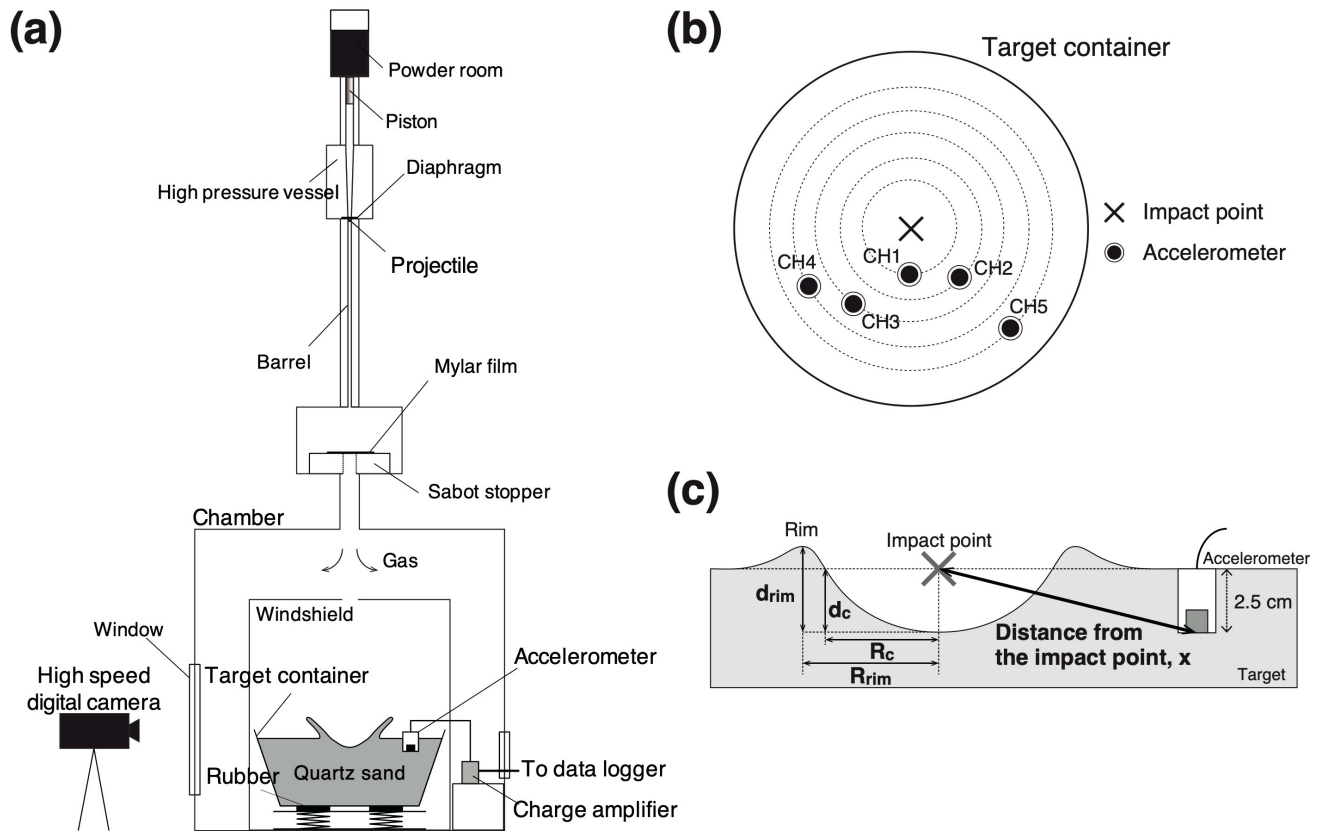 (a)
Powder room
Piston
Diaphragm
High pressure vessel
Projectile
Barrel
Mylar film
Sabot stopper
Chamber
Gas
Windshield
Window
High speed
digital camera
Target container
Accelerometer
Rubber
Quartz sand
To data logger
Charge amplifier
(b)
Target container
Impact point
Accelerometer
CH1
CH2
CH4
CH3
CH5
(c)
Rim
Impact point
Accelerometer
drim
dc
2.5 cm
Distance from
the impact point, x
Rc
Rrim
Target